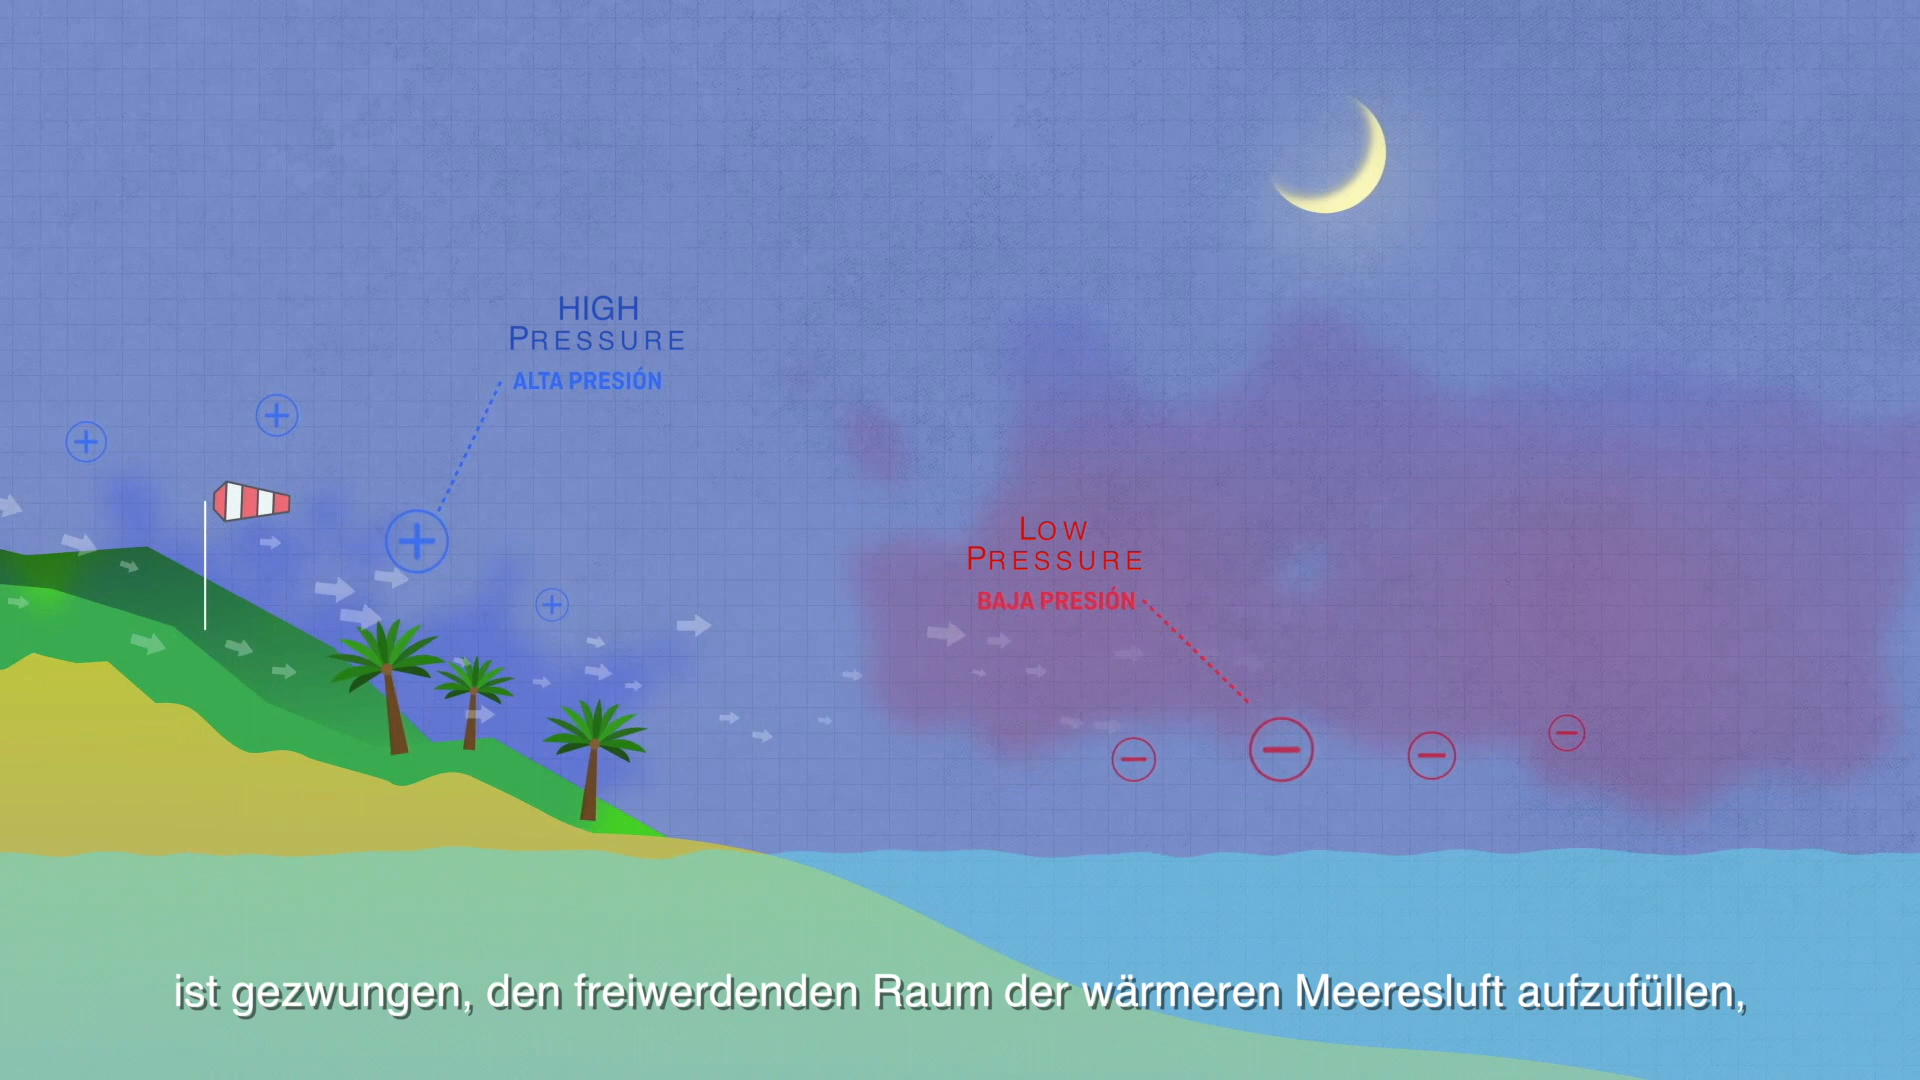 HIGH
PRESSURE
ALTA PRESIÓN
LOW
PRESSURE
BAJA PRESIÓN
ist gezwungen, den freiwerdenden Raum der wärmeren Meeresluft aufzufüllen,